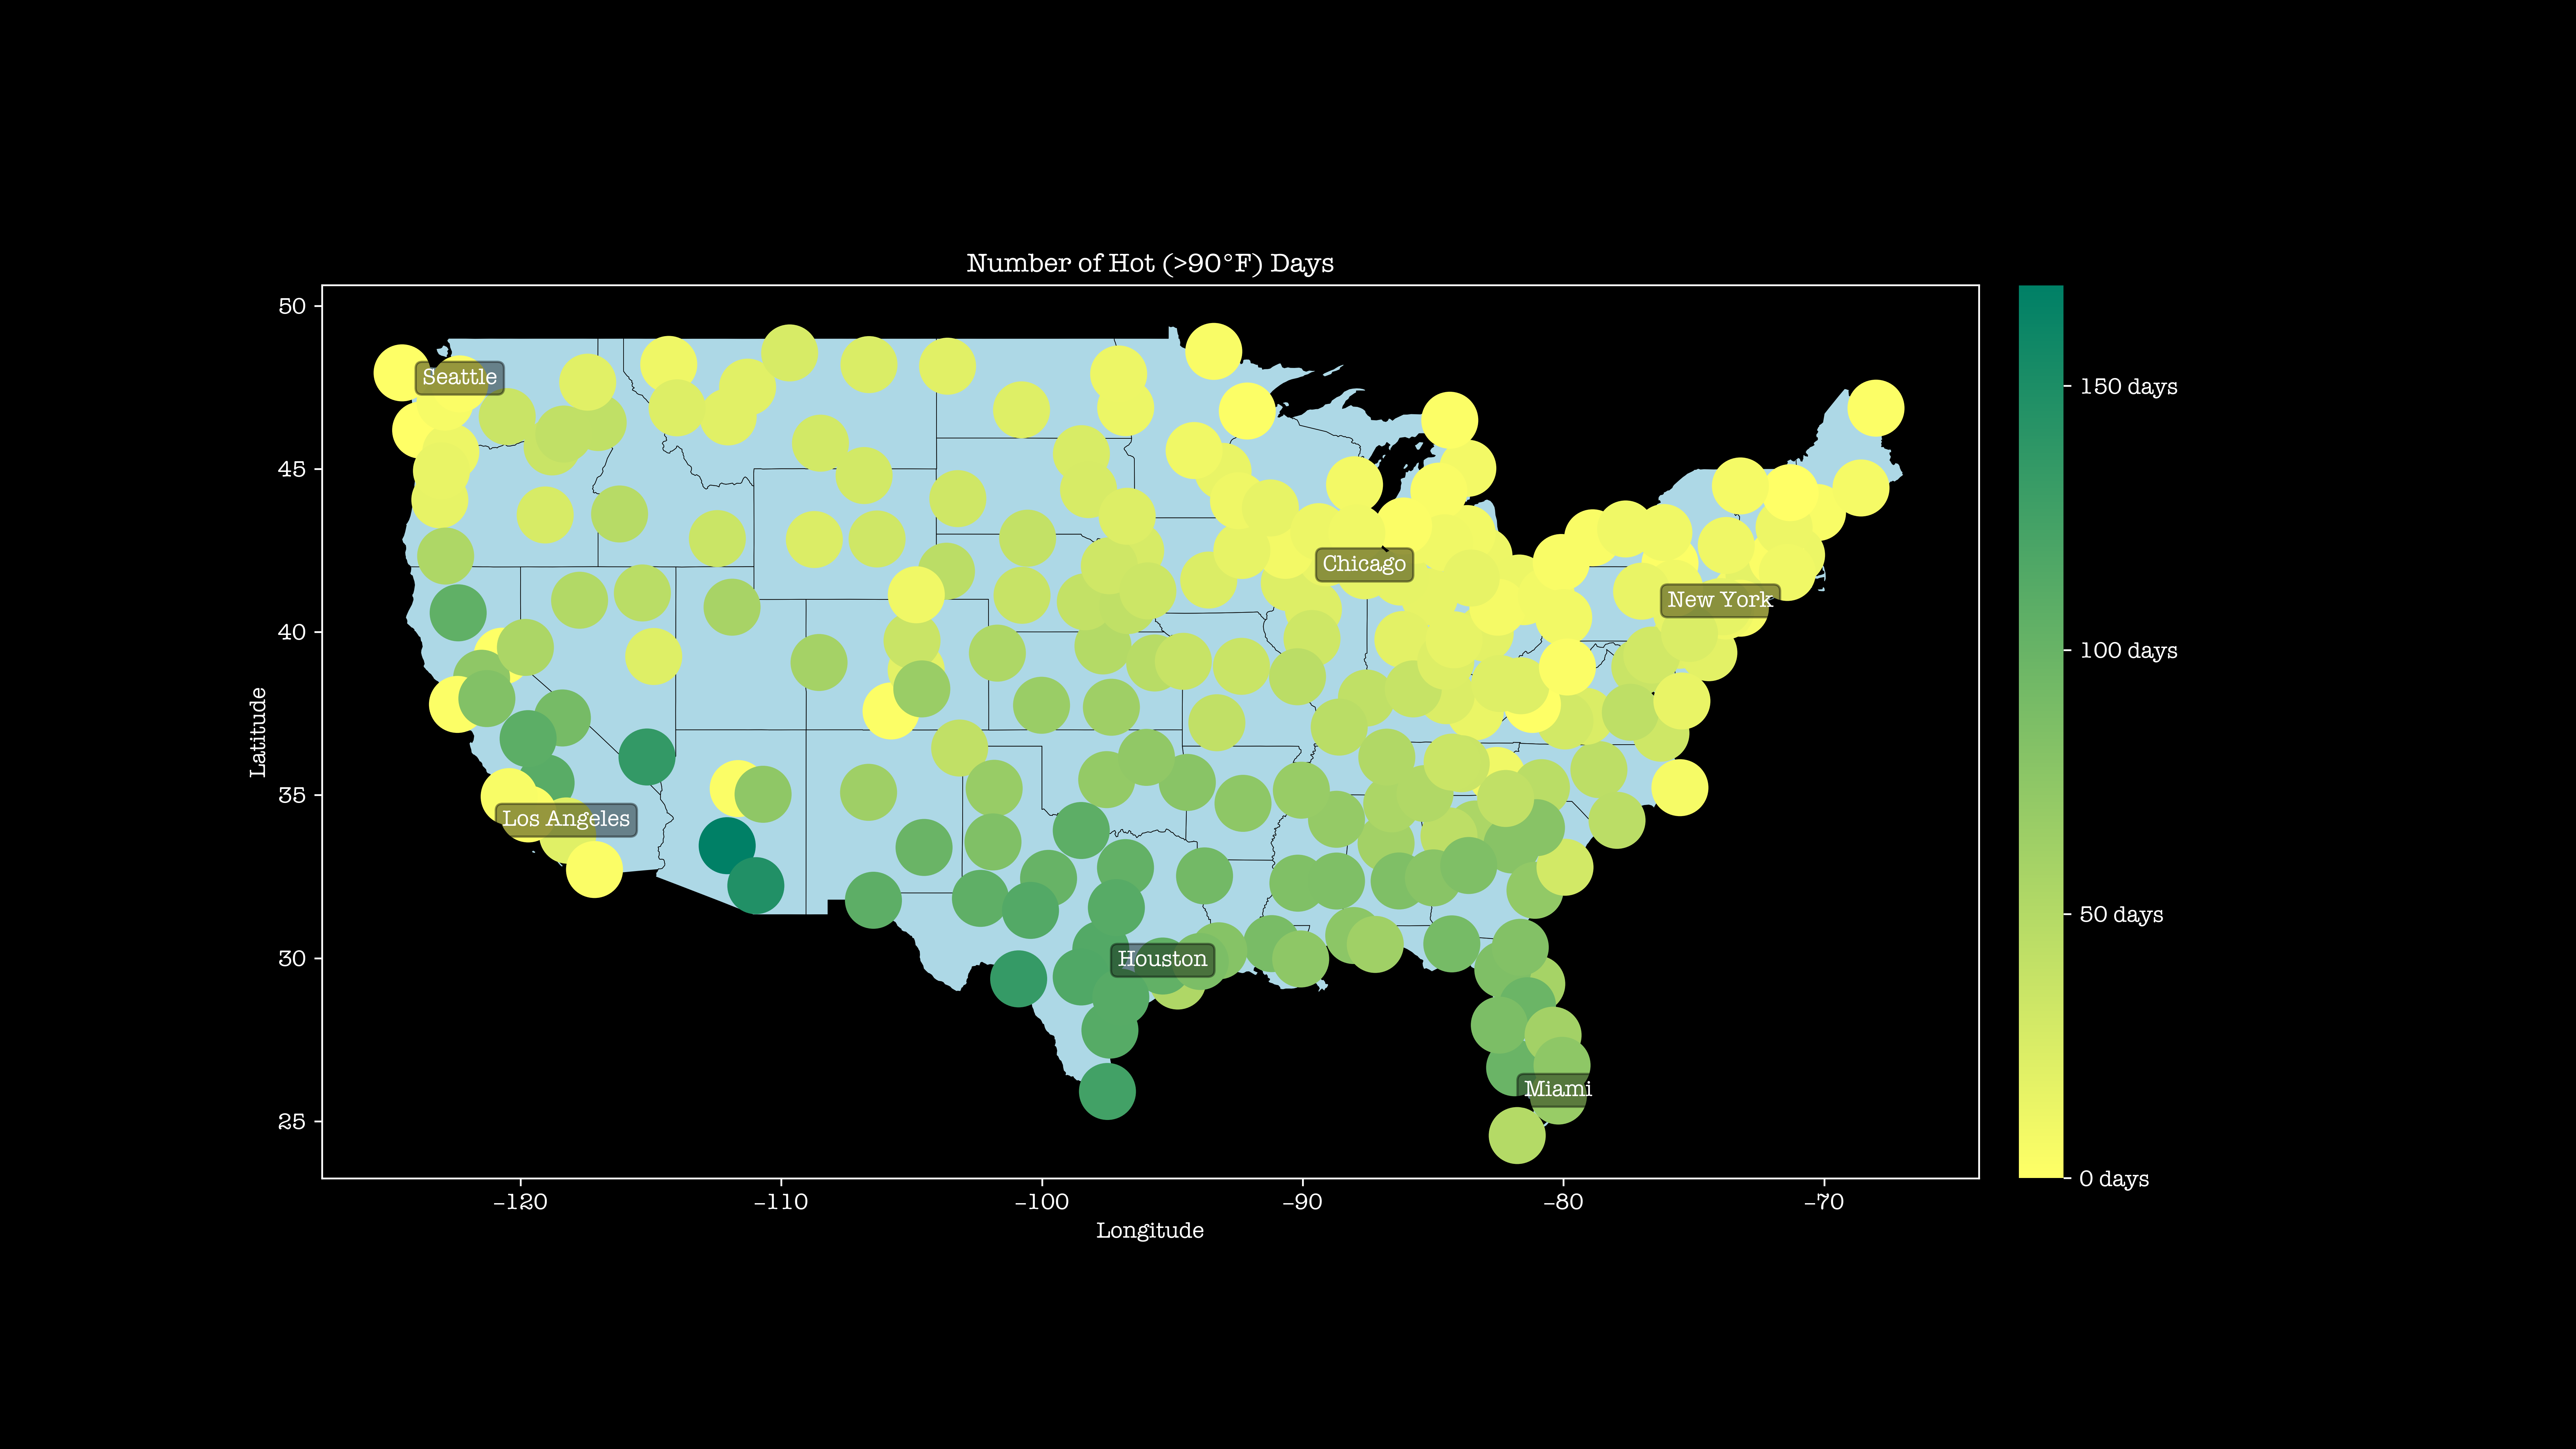 Number of Hot (>90°F) Days
50
45
40
35
30
25
Latitude
Seattle
Chicago
New York
Los Angeles
Houston
Miami
−120
−110
−100
−90
−80
−70
Longitude
150 days
100 days
50 days
0 days